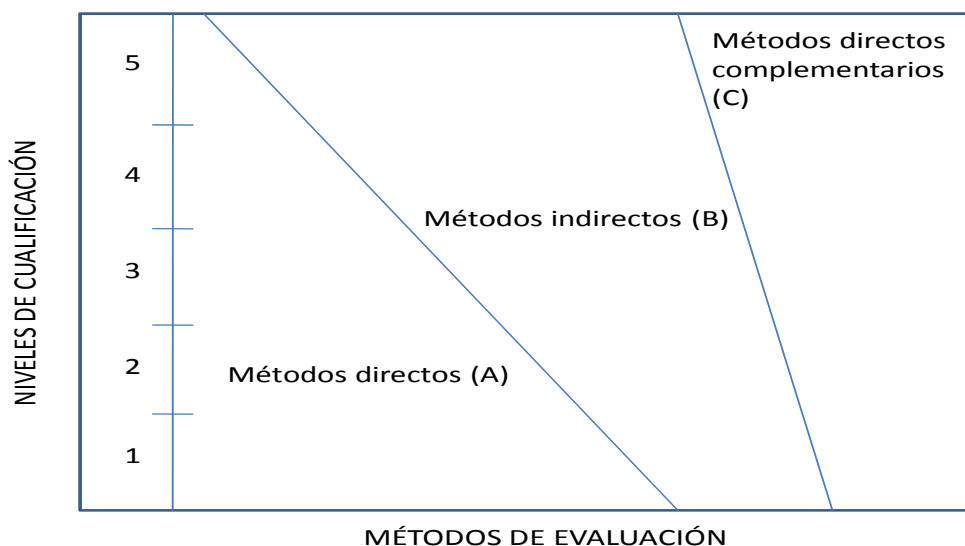 Métodos directos
complementarios
(C)
5
4
Métodos indirectos (B)
3
2
Métodos directos (A)
1
NIVELES DE CUALIFICACIÓN
MÉTODOS DE EVALUACIÓN